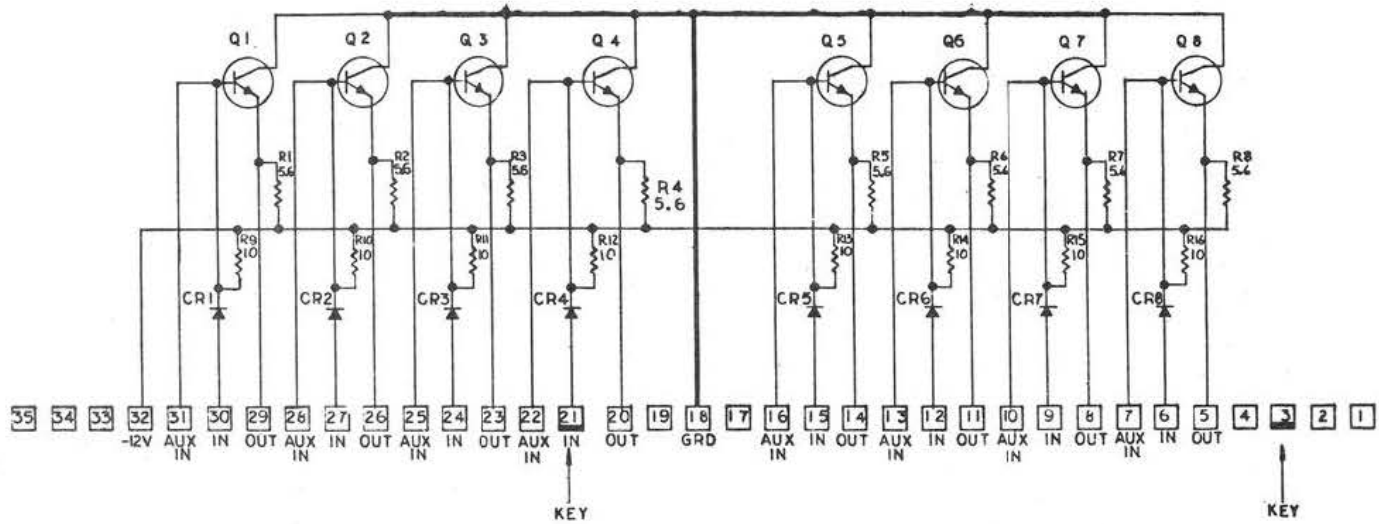 Q1 Q2 Q3 Q4 Q5 Q6 Q7 Q8
R1 R2 R3 R5 R6 R7 R8
5.6 5.6 5.6 5.6 5.6 5.6 5.6
R4
5.6
R9 R10 R11 R12 R13 R14 R15 R16
10 10 10 10 10 10 10 10
CR1 CR2 CR3 CR4 CR5 CR6 CR7 CR8
35 34 33 32 31 30 29 28 27 26 25 24 23 22 21 20 19 18 17 16 15 14 13 12 11 10 9 8 7 6 5 4 3 2 1
-12V AUX IN OUT AUX IN OUT AUX IN OUT AUX IN OUT GRD AUX IN OUT AUX IN OUT AUX IN OUT AUX IN OUT
IN IN IN IN IN IN IN IN
KEY KEY